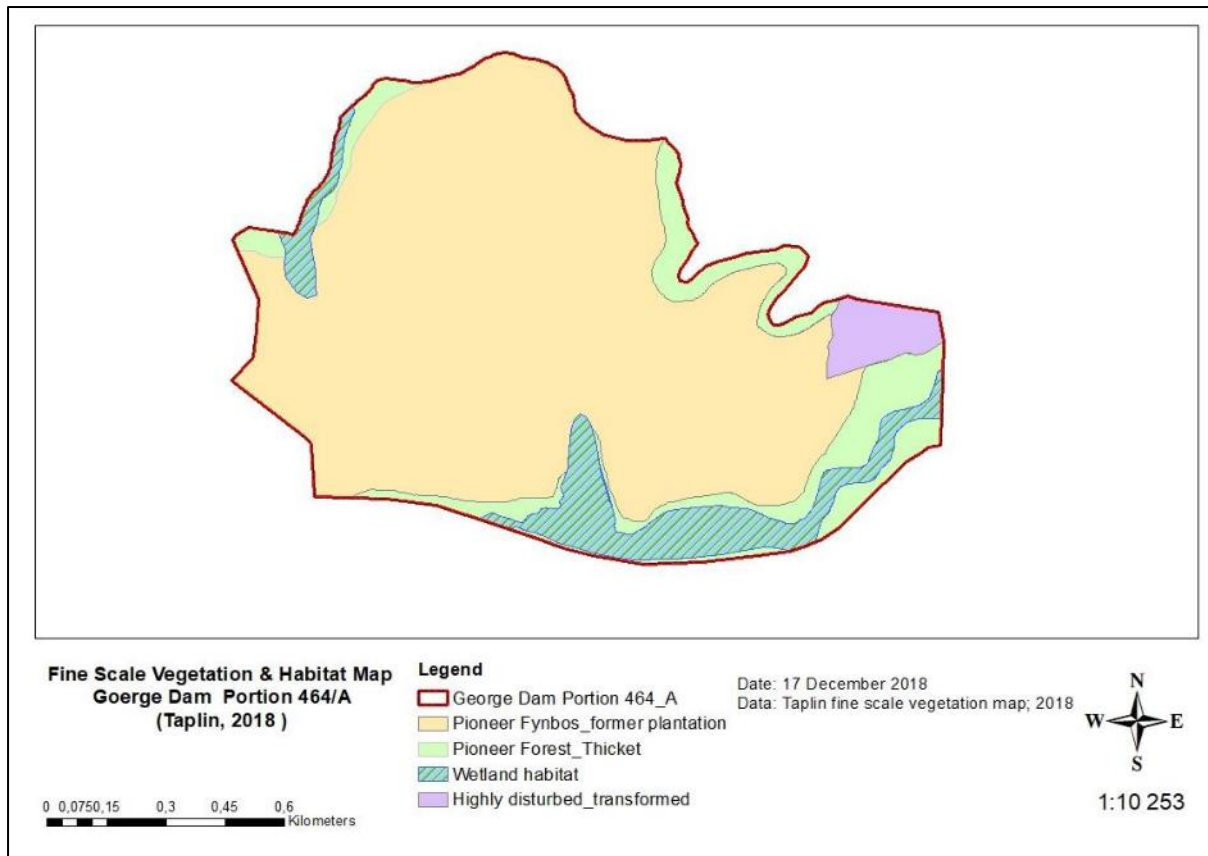 Fine Scale Vegetation & Habitat Map
Goerge Dam Portion 464/A
(Taplin, 2018 )
0 0,0750,15 0,3 0,45 0,6
Kilometers
Legend
George Dam Portion 464_A
Pioneer Fynbos_former plantation
Pioneer Forest_Thicket
Wetland habitat
Highly disturbed_transformed
Date: 17 December 2018
Data: Taplin fine scale vegetation map; 2018
N
W E
S
1:10 253